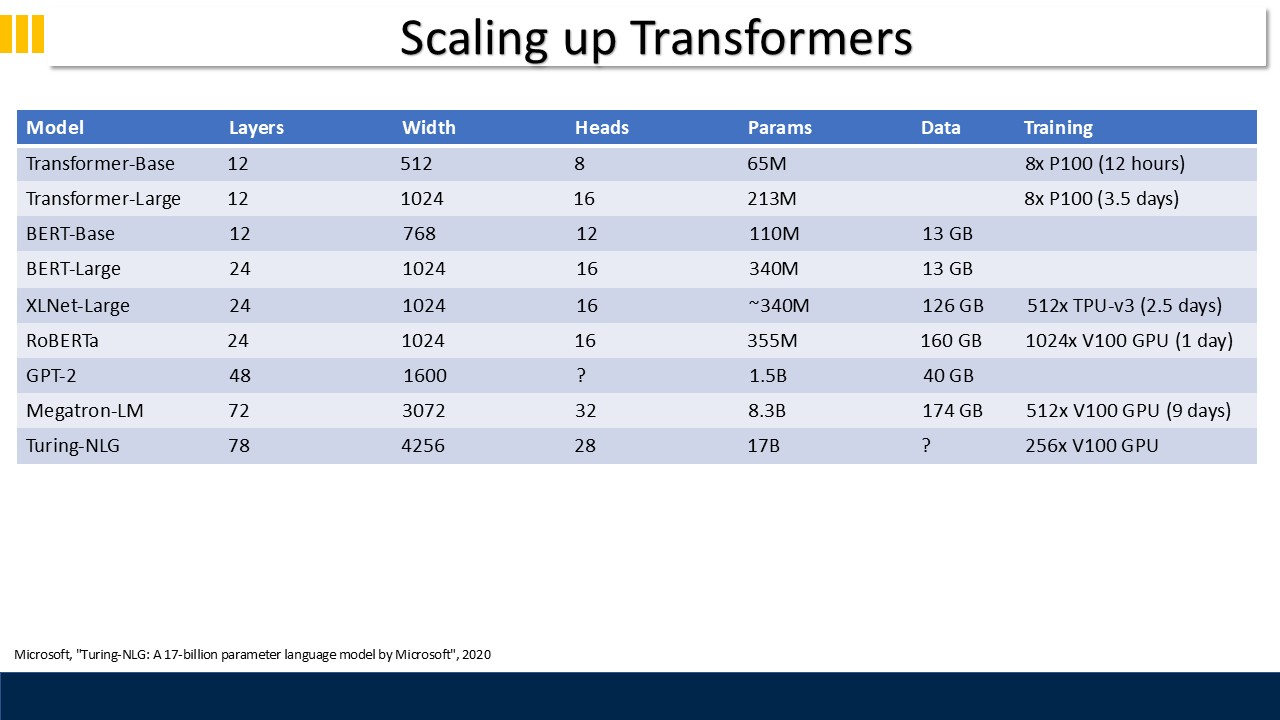 Scaling up Transformers
Model Layers Width Heads Params Data Training
Transformer-Base 12 512 8 65M 8x P100 (12 hours)
Transformer-Large 12 1024 16 213M 8x P100 (3.5 days)
BERT-Base 12 768 12 110M 13 GB
BERT-Large 24 1024 16 340M 13 GB
XLNet-Large 24 1024 16 ~340M 126 GB 512x TPU-v3 (2.5 days)
RoBERTa 24 1024 16 355M 160 GB 1024x V100 GPU (1 day)
GPT-2 48 1600 ? 1.5B 40 GB
Megatron-LM 72 3072 32 8.3B 174 GB 512x V100 GPU (9 days)
Turing-NLG 78 4256 28 17B ? 256x V100 GPU
Microsoft, "Turing-NLG: A 17-billion parameter language model by Microsoft", 2020